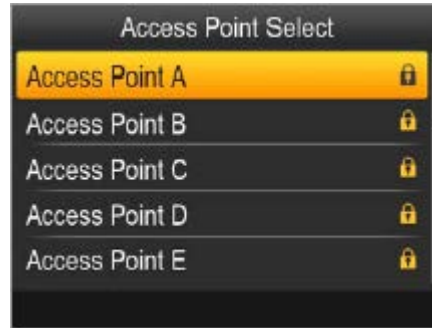 Access Point Select
Access Point A
Access Point B
Access Point C
Access Point D
Access Point E